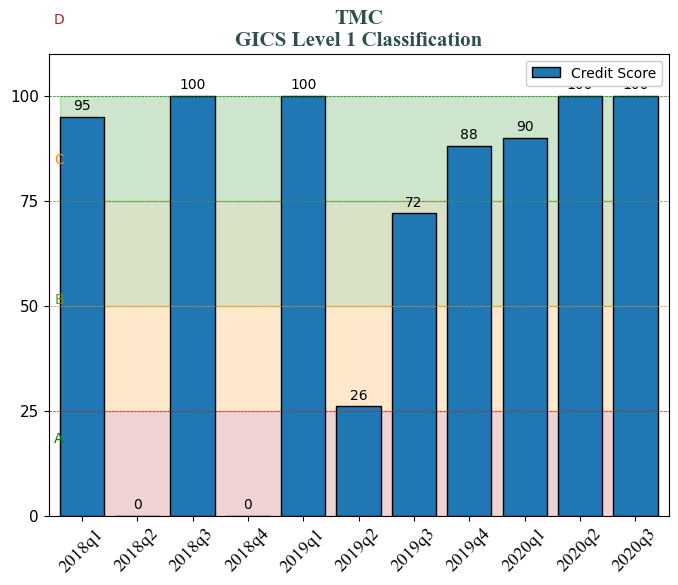 D
TMC
GICS Level 1 Classification
Credit Score
100
75
50
25
0
C
B
A
95
0
100
0
100
26
72
88
90
100
100
2018q1
2018q2
2018q3
2018q4
2019q1
2019q2
2019q3
2019q4
2020q1
2020q2
2020q3